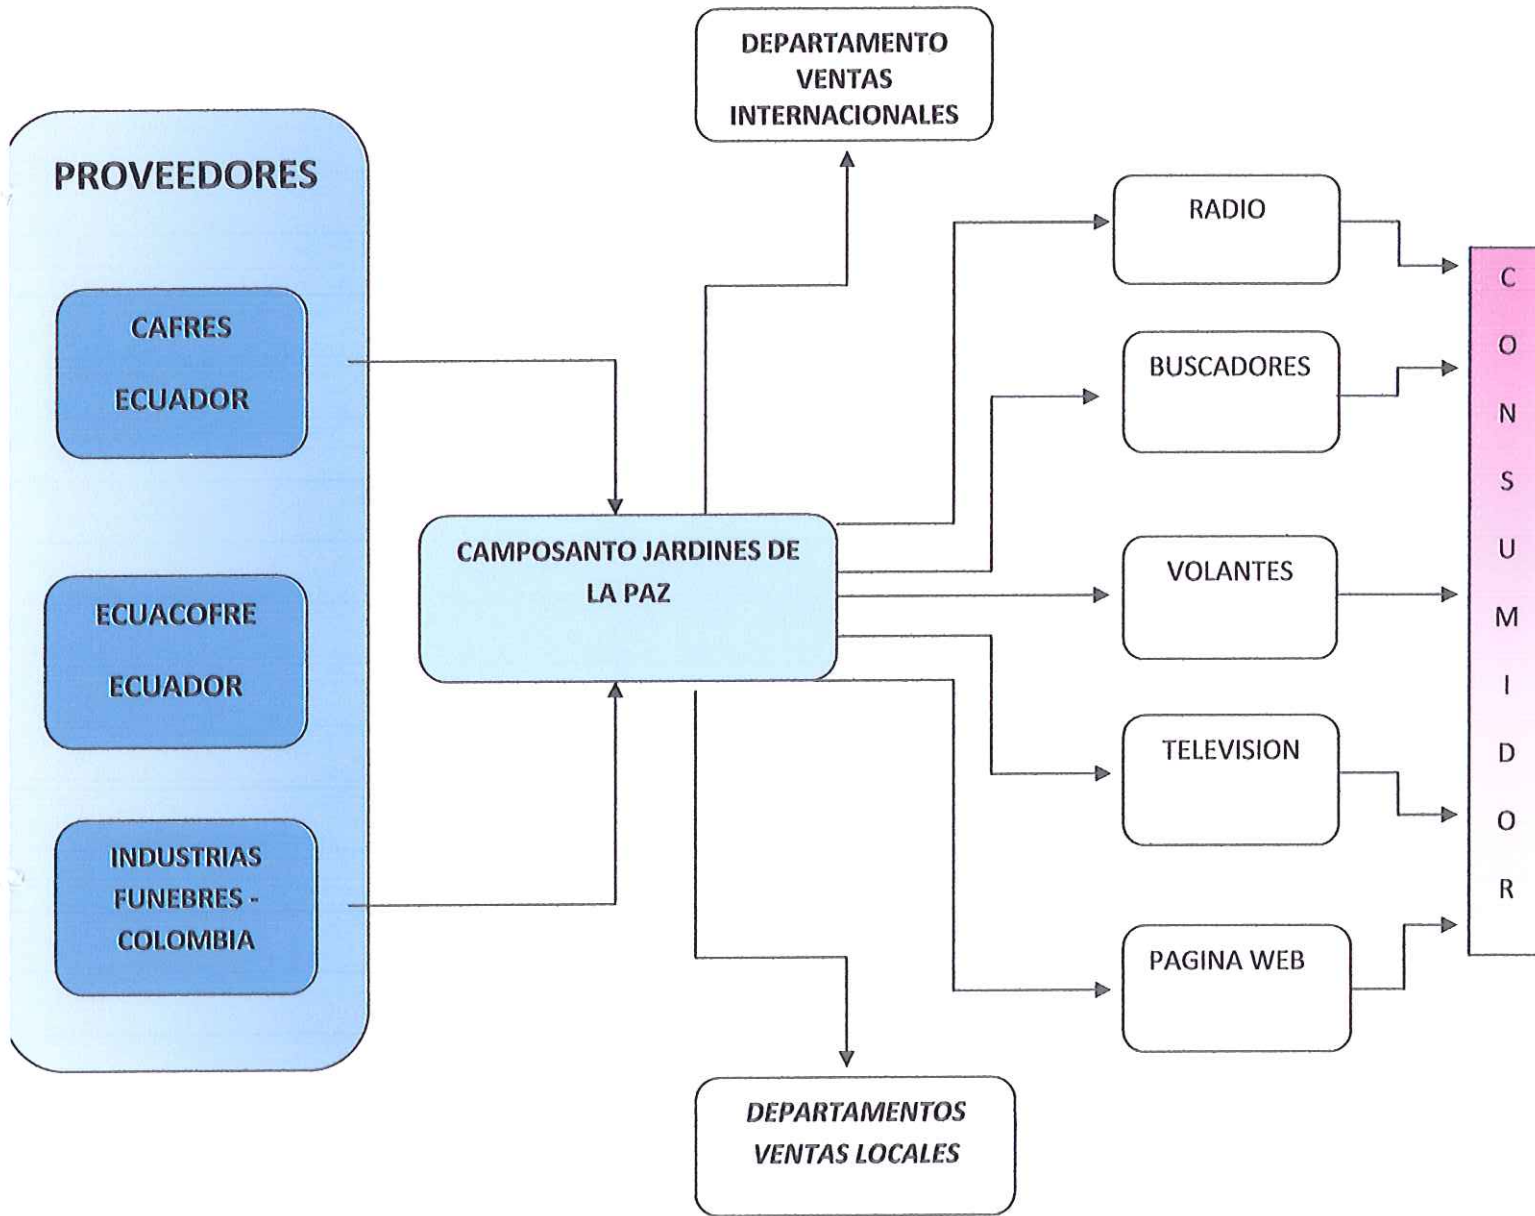 DEPARTAMENTO
VENTAS
INTERNACIONALES
PROVEEDORES
CAFRES
ECUADOR
ECUACOFRE
ECUADOR
INDUSTRIAS
FUNEBRES -
COLOMBIA
CAMPOSANTO JARDINES DE
LA PAZ
RADIO
BUSCADORES
VOLANTES
TELEVISION
PAGINA WEB
C
O
N
S
U
M
I
D
O
R
DEPARTAMENTOS
VENTAS LOCALES